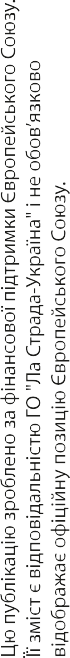 Цю публікацію зроблено за фінансової підтримки Європейського Союзу.
Її зміст є відповідальністю ГО "Ла Страда-Україна" і не обов'язково
відображає офіційну позицію Європейського Союзу.